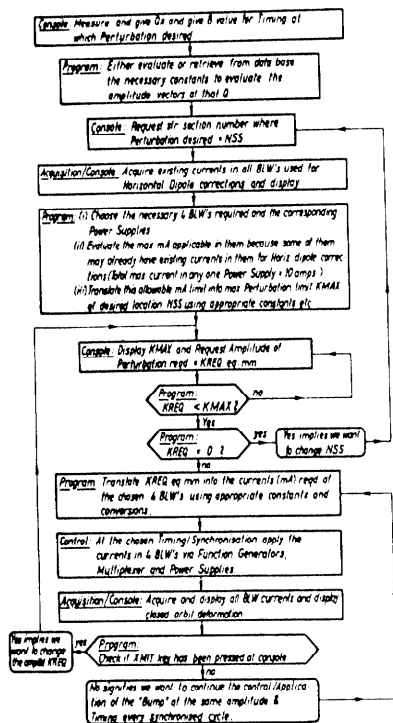 Console: Measure and give Qx and give B value for Timing at
which Perturbation desired
Program: Either evaluate or retrieve from data base
the necessary constants to evaluate the
amplitude vectors at that Q
Console: Request str section number where
Perturbation desired = NSS
Acquisition/Console: Acquire existing currents in all BLW's used for
Horizontal Dipole corrections and display
Program: (i) Choose the necessary 4 BLW's required and the corresponding
Power Supplies
(ii) Evaluate the max mA applicable in them because some of them
may already have existing currents in them for Horiz dipole correc
tions (Total max current in any one Power Supply = 10 amps)
(iii) Translate this allowable mA limit into max Perturbation limit KMAX
at desired location NSS using appropriate constants etc
Console: Display KMAX and Request Amplitude of
Perturbation reqd = KREQ eq. mm
Program:
KREQ < KMAX ?
no
Yes
Program:
KREQ = 0 ?
yes
Yes implies we want
to change NSS
no
Program: Translate KREQ eq mm into the currents (mA) reqd at
the chosen 4 BLW's using appropriate constants and
conversions.
Control: At the chosen Timing/Synchronisation apply the
currents in 4 BLW's via Function Generators,
Multiplexer and Power Supplies
Acquisition/Console: Acquire and display all BLW currents and display
closed orbit deformation
Yes implies we
want to change
the amplit KREQ
yes
Program:
Check if XMIT key has been pressed at console
no
No signifies we want to continue the control/Applica
tion of the "Bump" at the same amplitude &
Timing every synchronised cycle.